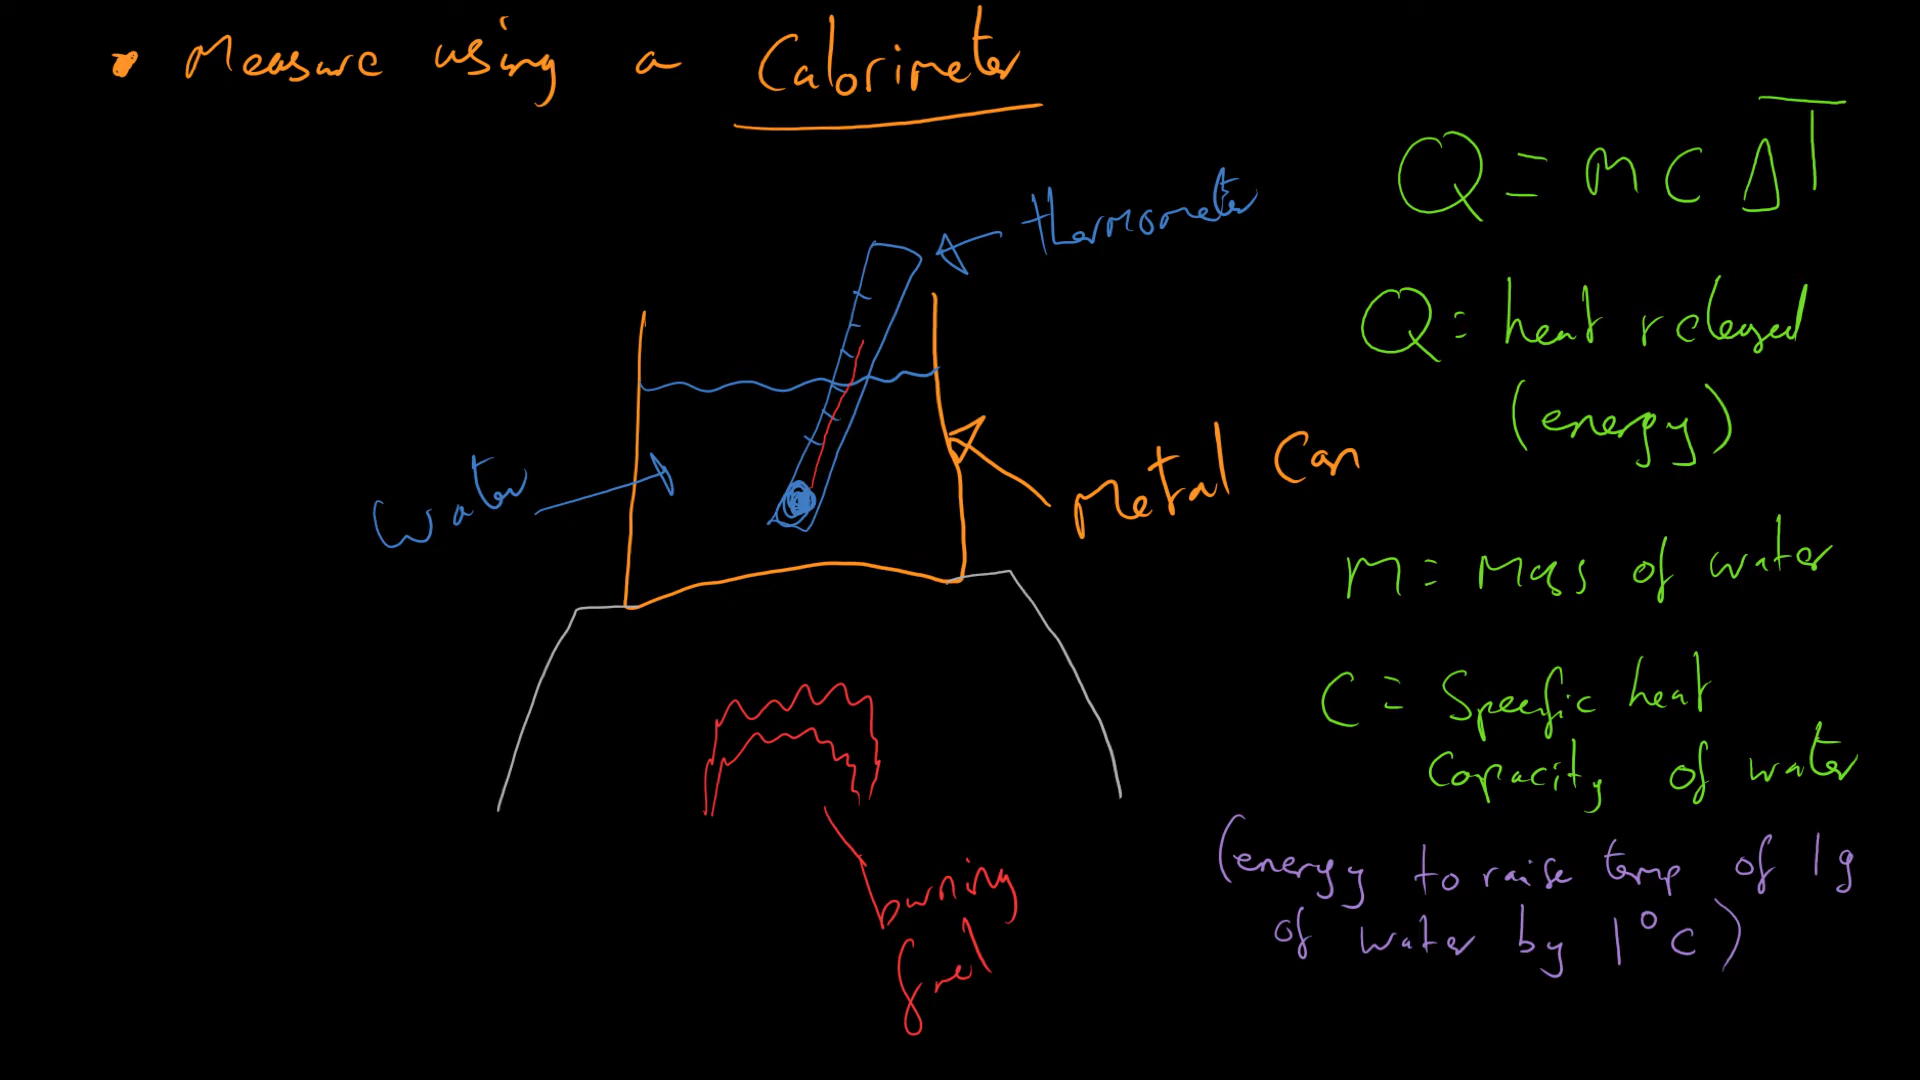 • Measure using a Calorimeter
thermometer
water
Metal Can
burning
fuel
Q = m c ΔT
Q = heat released
(energy)
M = Mass of water
C = Specific heat
Capacity of water
(energy to raise temp of 1g
of water by 1°C)